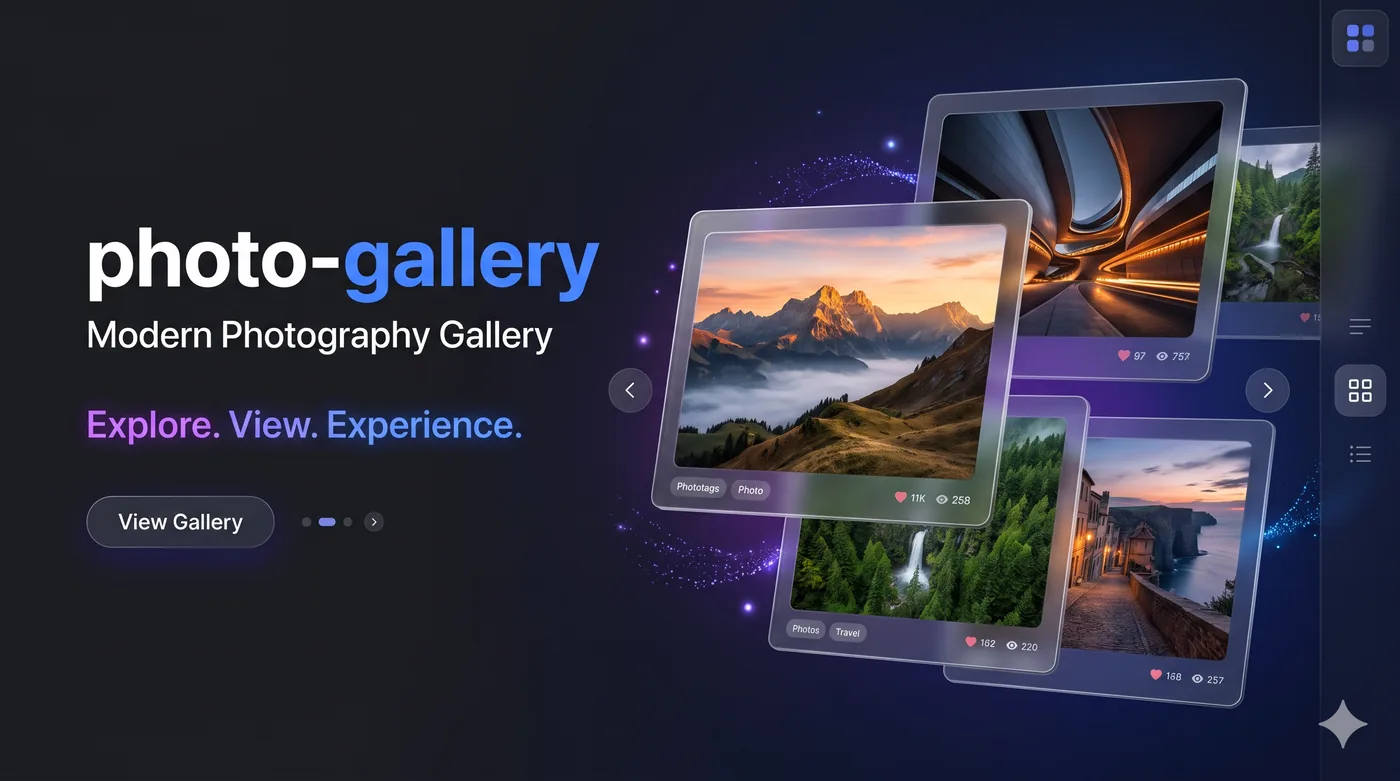 photo-gallery
Modern Photography Gallery
Explore. View. Experience.
View Gallery
97 757
Phototags Photo 11K 258
Photos Travel 162 220
168 257